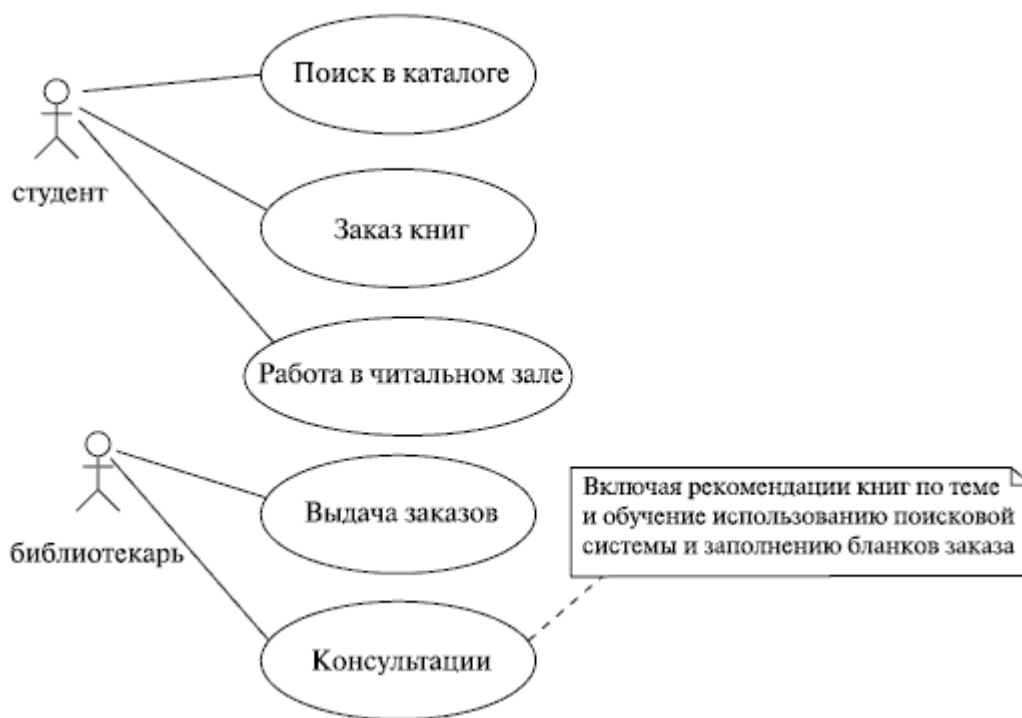 Поиск в каталоге
студент
Заказ книг
Работа в читальном зале
Выдача заказов
библиотекарь
Включая рекомендации книг по теме
и обучение использованию поисковой
системы и заполнению бланков заказа
Консультации